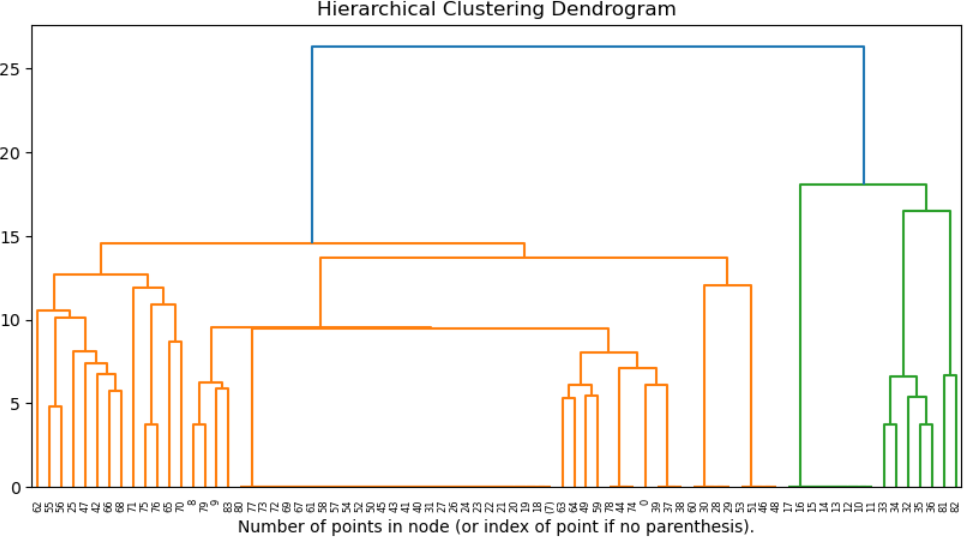 Hierarchical Clustering Dendrogram
25
20
15
10
5
0
62 55 56 25 47 42 66 68 71 75 76 65 70 8 79 9 83 80 77 73 72 69 67 61 58 57 54 52 50 45 43 41 40 31 27 26 24 23 22 21 20 19 18 (7) 63 64 49 59 78 44 74 0 39 37 38 60 30 28 29 53 51 46 48 17 16 15 14 13 12 10 11 33 34 32 35 36 81 82
Number of points in node (or index of point if no parenthesis).